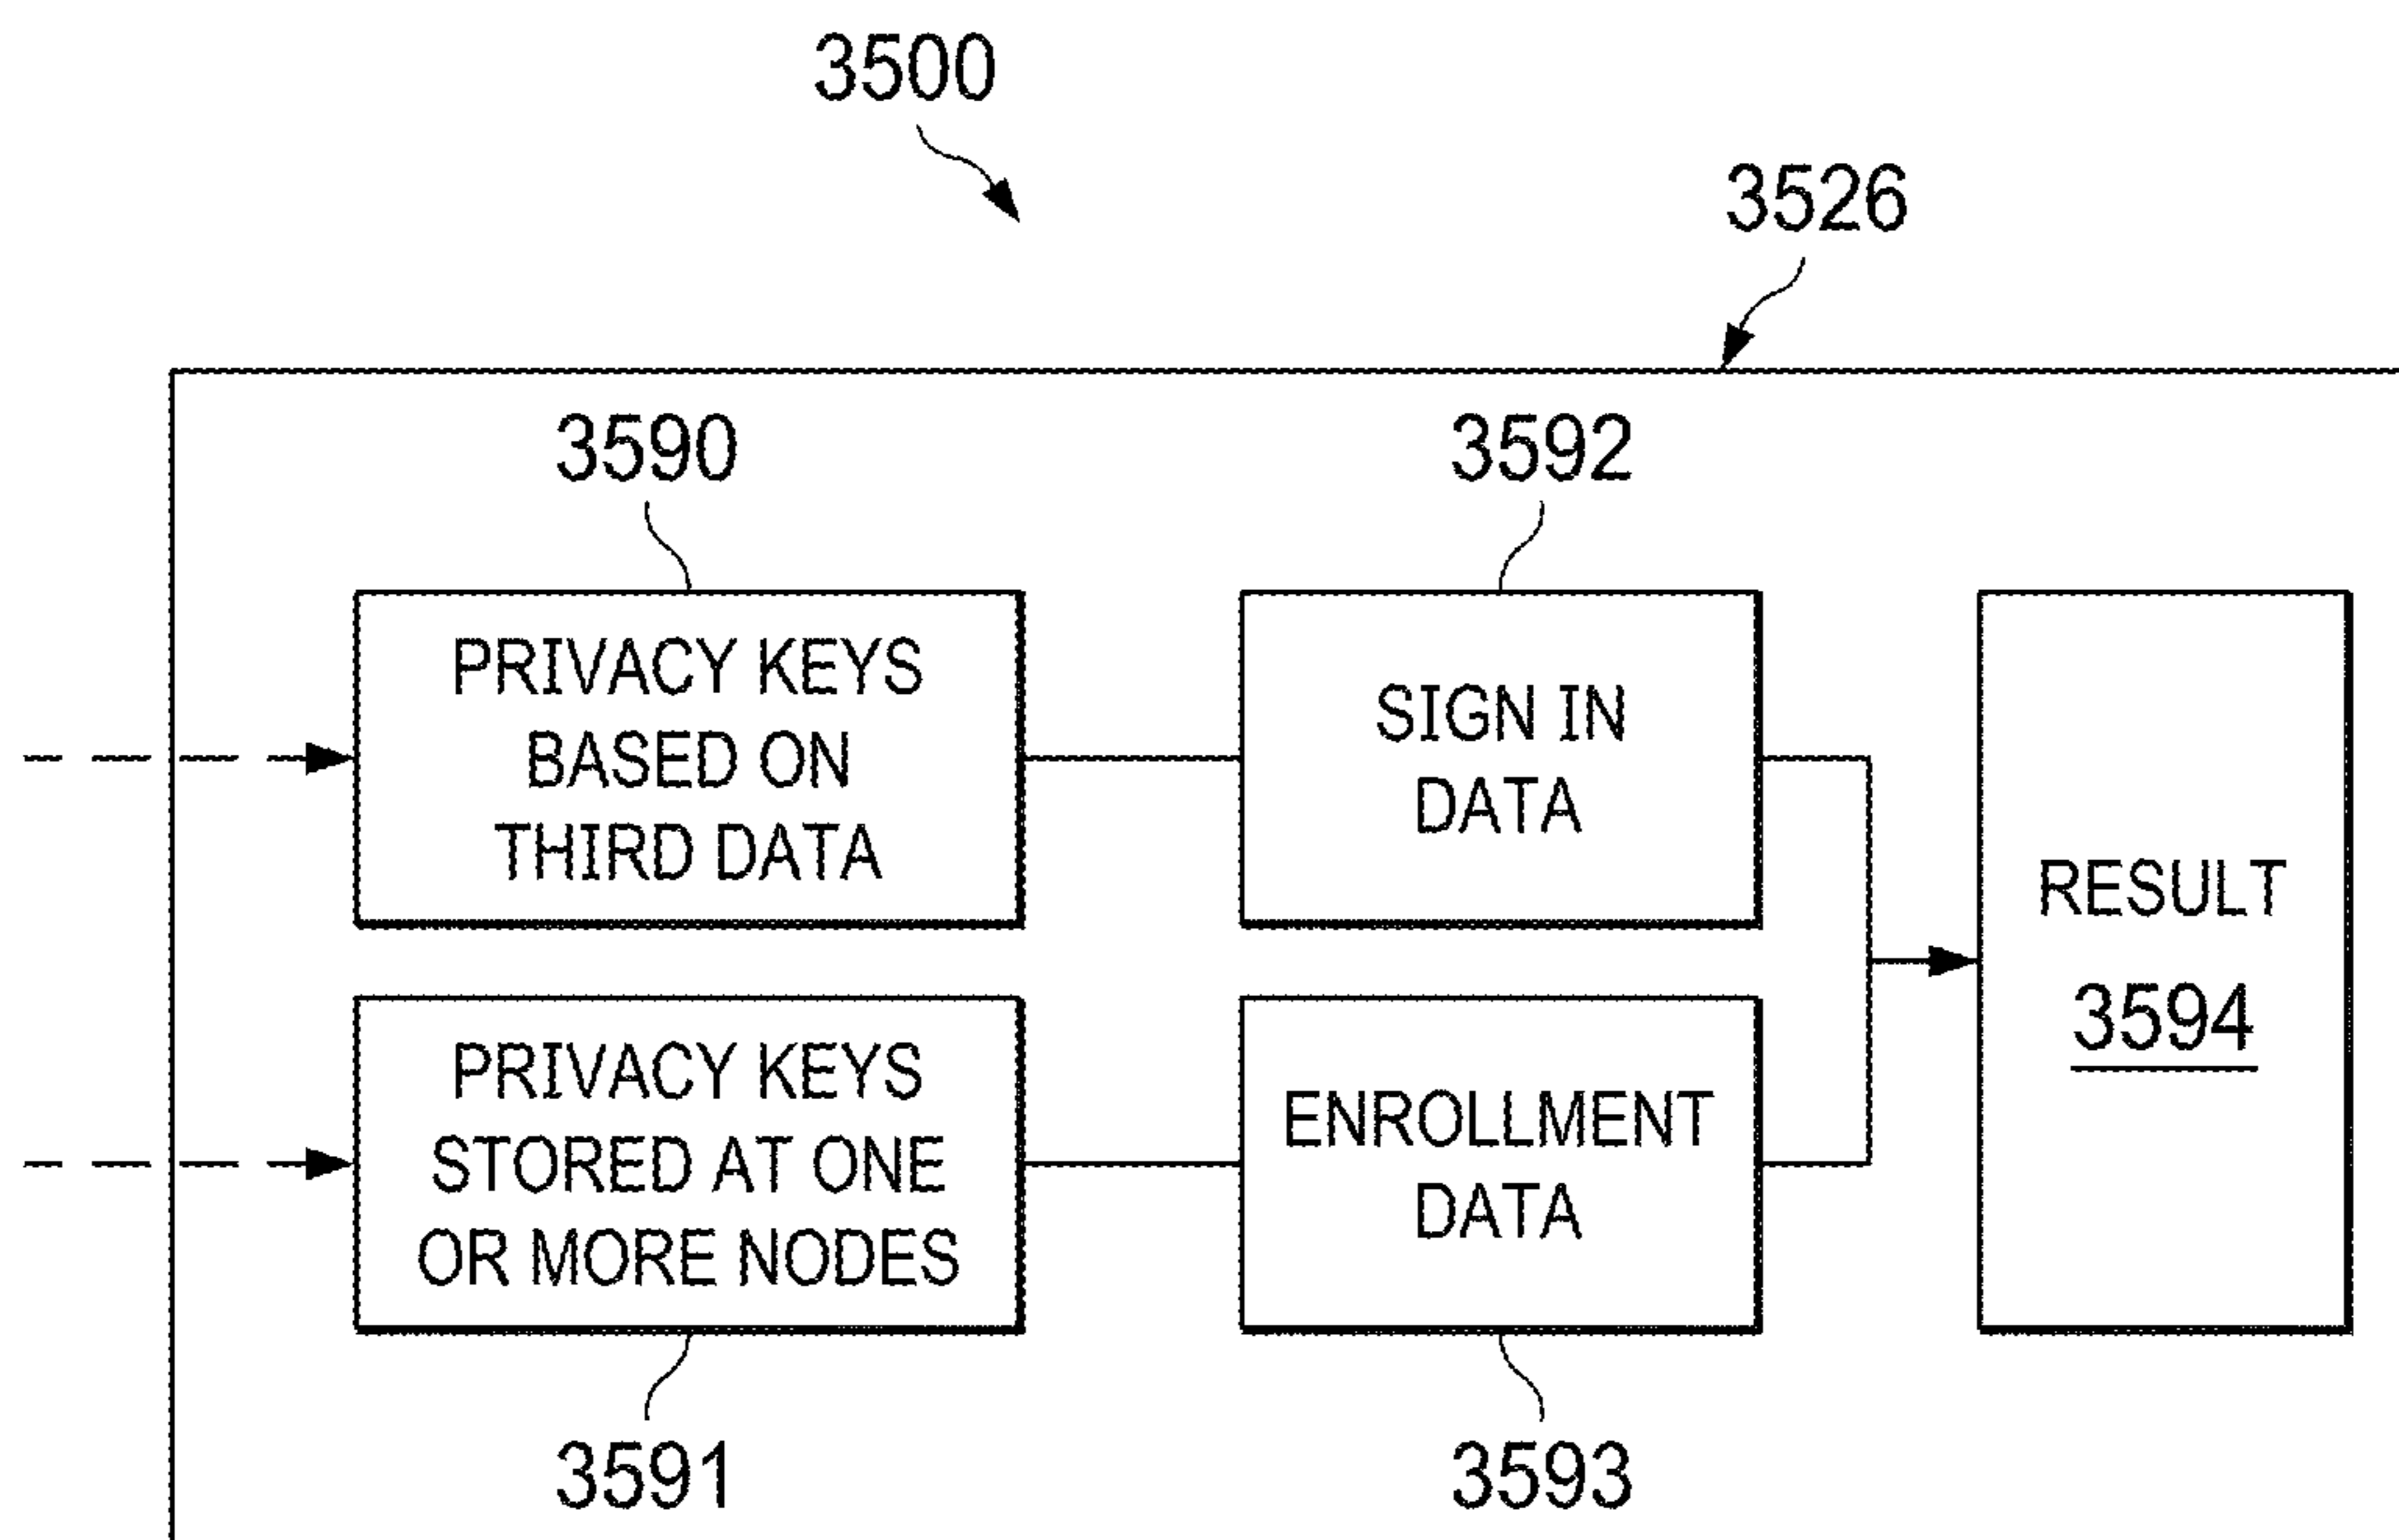 3500
3526
3590
3592
PRIVACY KEYS
BASED ON
THIRD DATA
SIGN IN
DATA
RESULT
3594
PRIVACY KEYS
STORED AT ONE
OR MORE NODES
ENROLLMENT
DATA
3591
3593